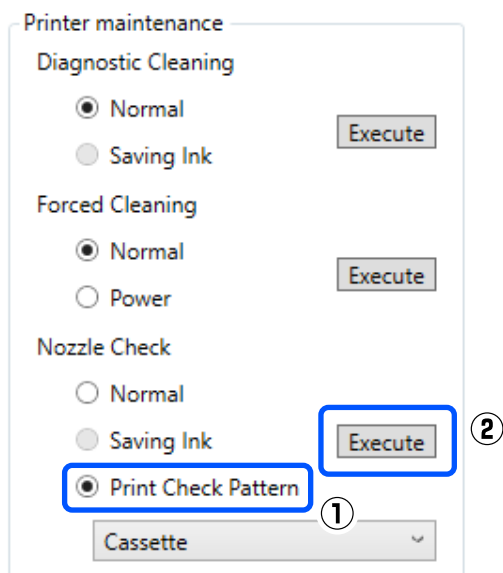 Printer maintenance
Diagnostic Cleaning
Normal
Execute
Saving Ink
Forced Cleaning
Normal
Execute
Power
Nozzle Check
Normal
Saving Ink
Execute
②
Print Check Pattern
①
Cassette